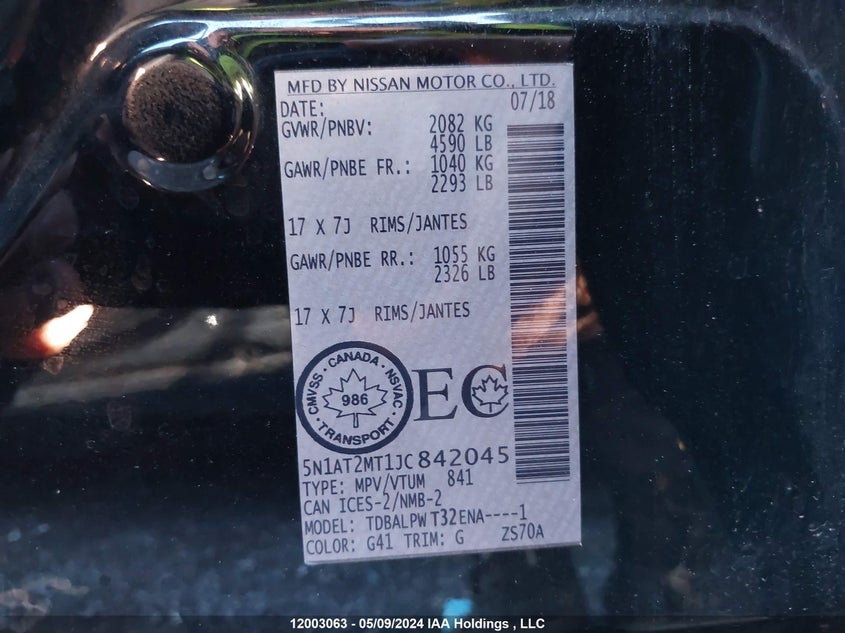 MFD BY NISSAN MOTOR CO., LTD.
DATE: 07/18
GVWR/PNBV: 2082 KG
4590 LB
GAWR/PNBE FR.: 1040 KG
2293 LB
17 X 7J RIMS/JANTES
GAWR/PNBE RR.: 1055 KG
2326 LB
17 X 7J RIMS/JANTES
CMVSS · CANADA · NSVAC · TRANSPORT ·
986
EC
5N1AT2MT1JC842045
TYPE: MPV/VTUM 841
CAN ICES-2/NMB-2
MODEL: TDBALPW T32ENA----1
COLOR: G41 TRIM: G ZS70A
12003063 - 05/09/2024 IAA Holdings , LLC